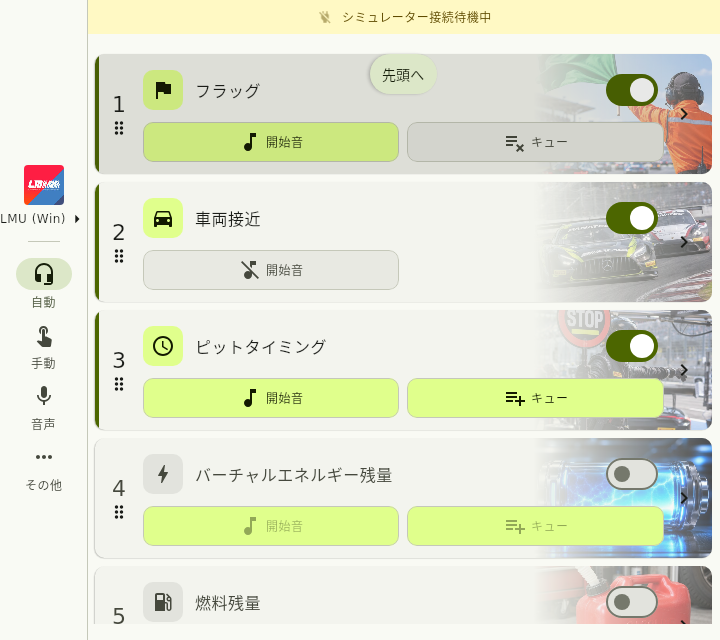 シミュレーター接続待機中
先頭へ
LMU
LMU (Win)
自動
手動
音声
その他
1
フラッグ
開始音
キュー
2
車両接近
開始音
3
ピットタイミング
STOP
開始音
キュー
4
バーチャルエネルギー残量
開始音
キュー
5
燃料残量